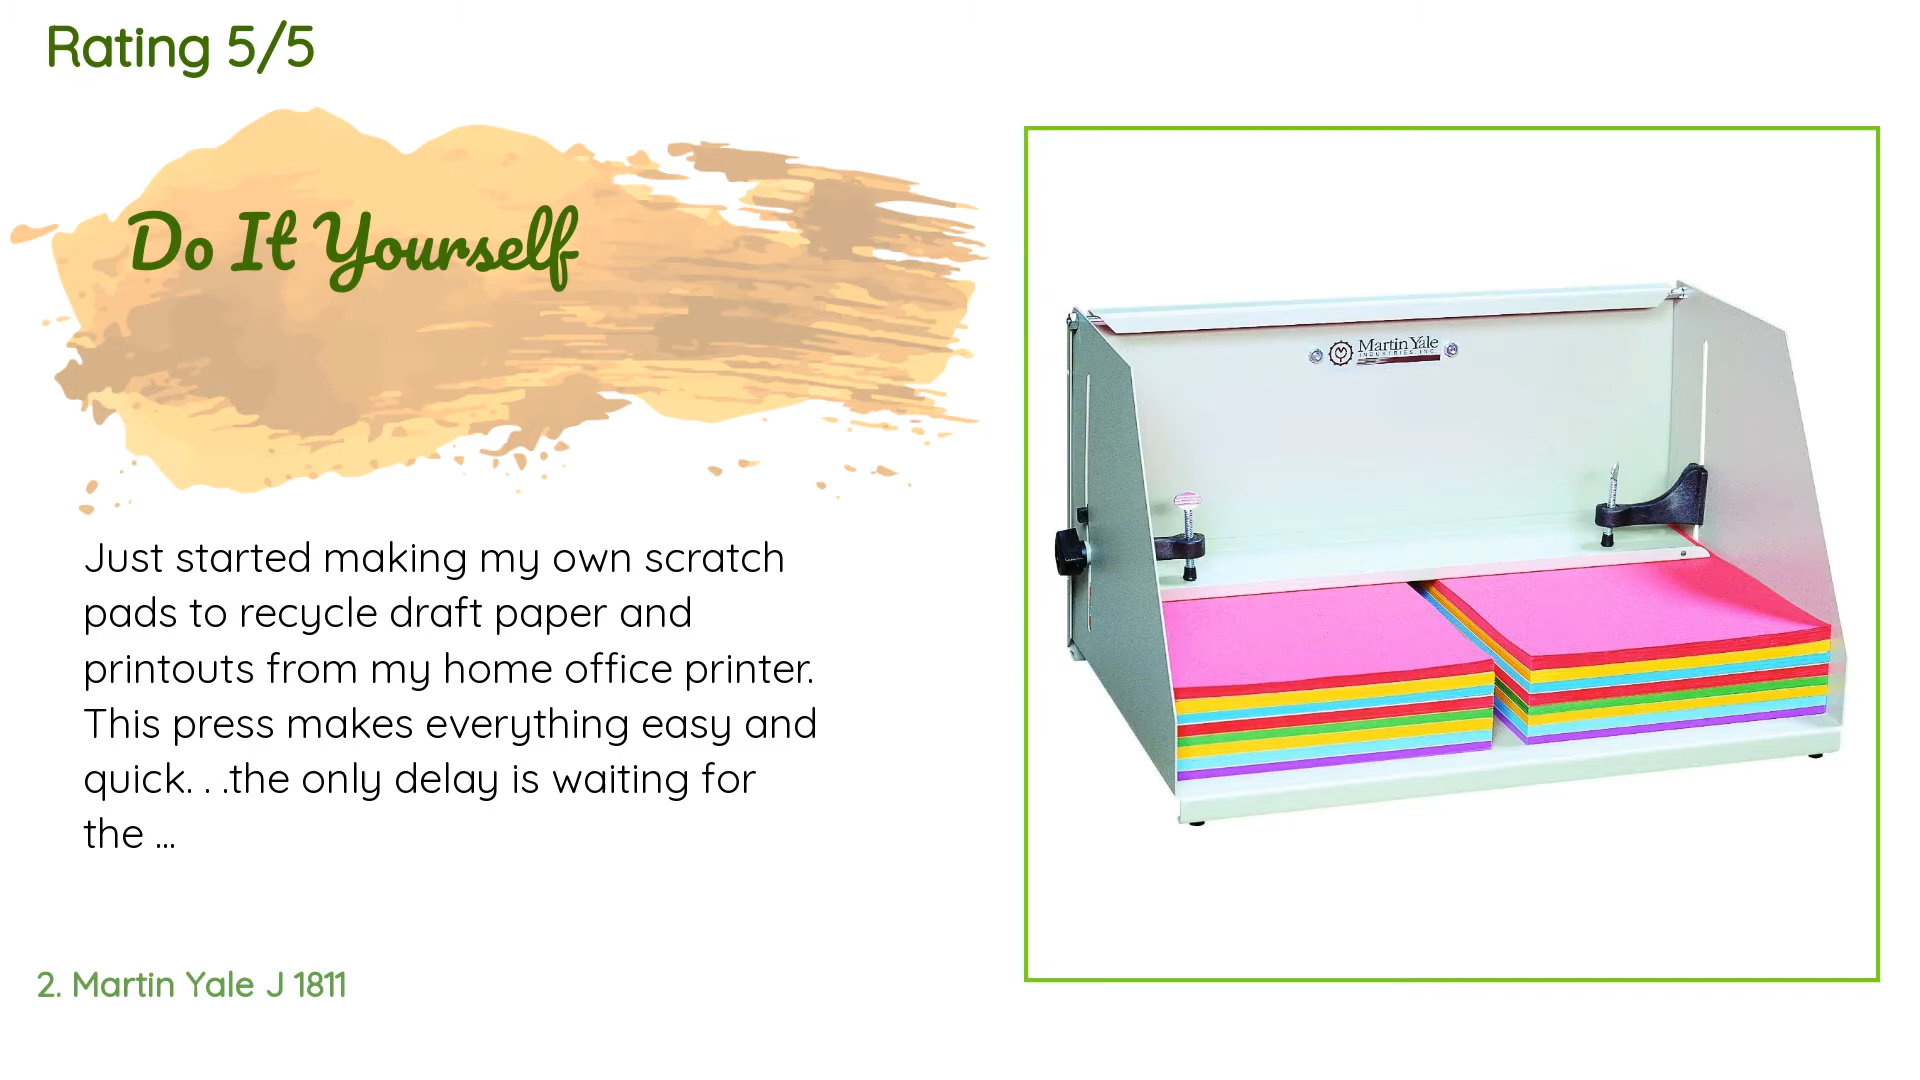 Rating 5/5
Do It Yourself
Just started making my own scratch
pads to recycle draft paper and
printouts from my home office printer.
This press makes everything easy and
quick. . .the only delay is waiting for
the ...
2. Martin Yale J 1811
Martin Yale
INDUSTRIES, INC.